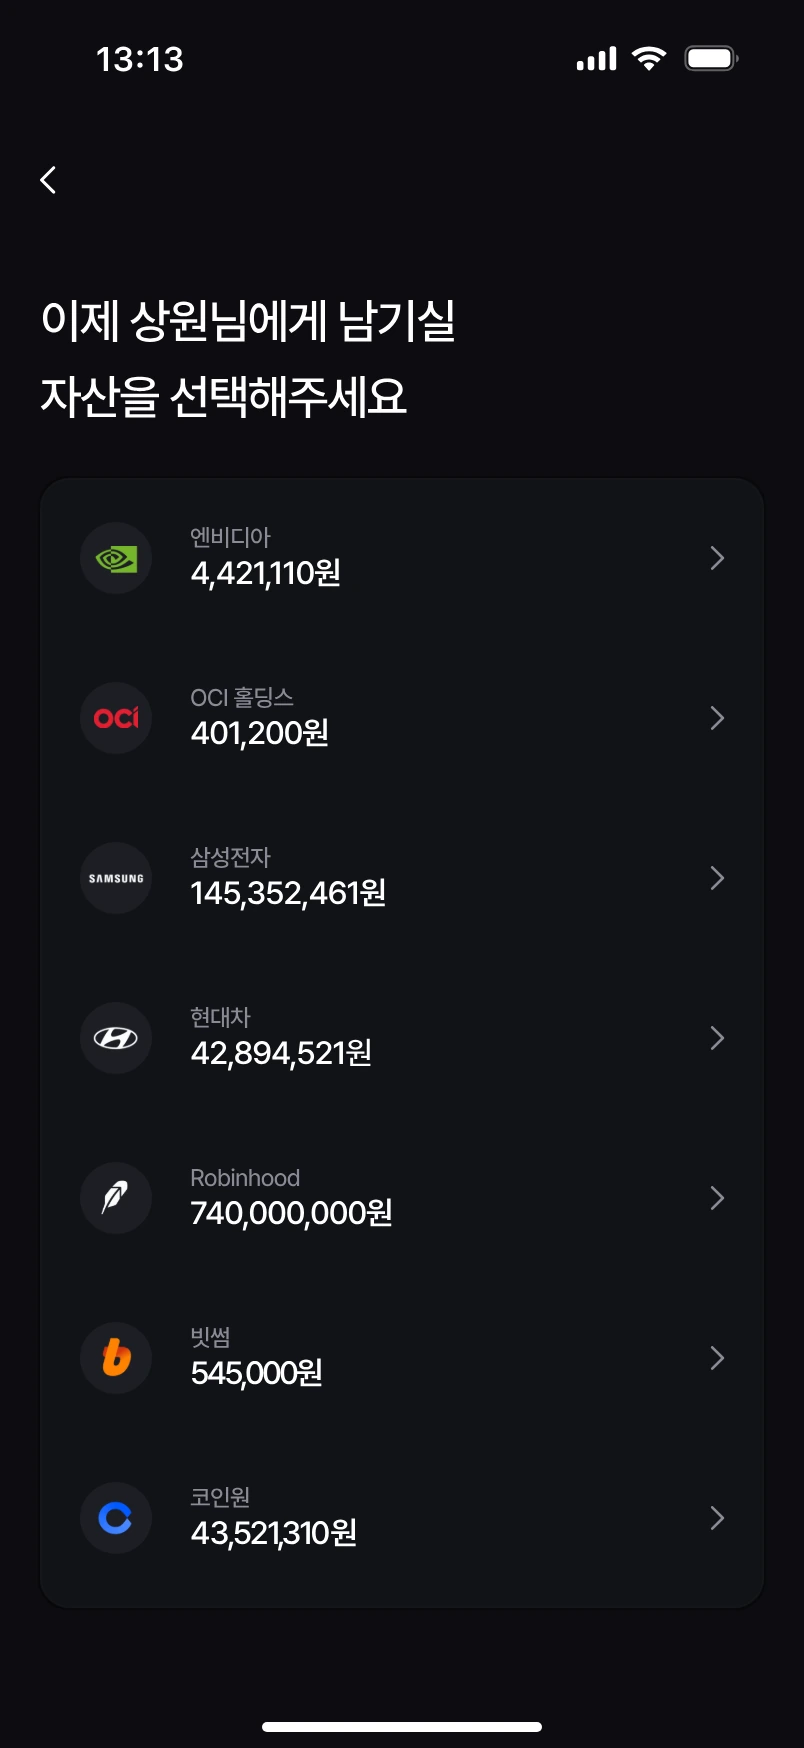 13:13
이제 상원님에게 남기실
자산을 선택해주세요
엔비디아
4,421,110원
oci
OCI 홀딩스
401,200원
SAMSUNG
삼성전자
145,352,461원
현대차
42,894,521원
Robinhood
740,000,000원
빗썸
545,000원
코인원
43,521,310원